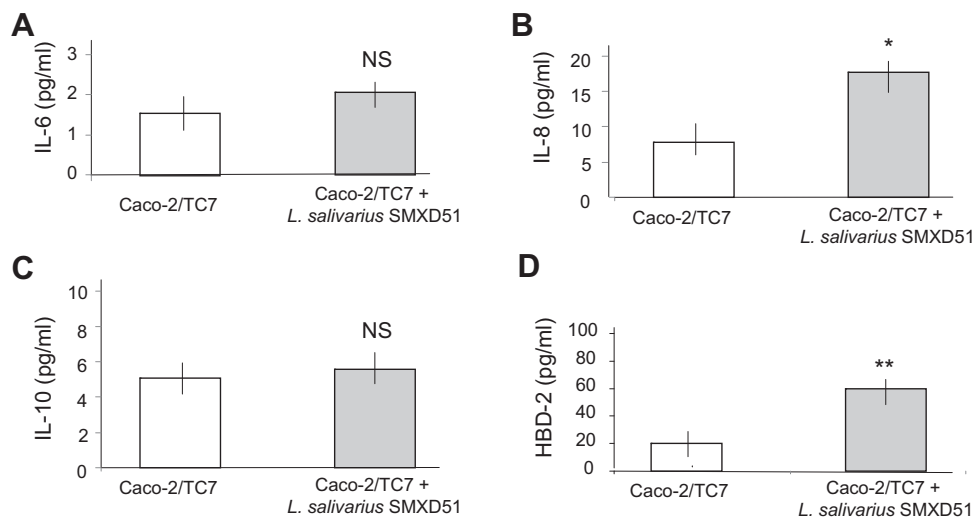 A
IL-6 (pg/ml)
3
2
1
0
NS
Caco-2/TC7
Caco-2/TC7 +
L. salivarius SMXD51
B
IL-8 (pg/ml)
20
15
10
5
0
*
Caco-2/TC7
Caco-2/TC7 +
L. salivarius SMXD51
C
IL-10 (pg/ml)
10
8
6
4
2
0
NS
Caco-2/TC7
Caco-2/TC7 +
L. salivarius SMXD51
D
HBD-2 (pg/ml)
100
80
60
40
20
0
**
Caco-2/TC7
Caco-2/TC7 +
L. salivarius SMXD51